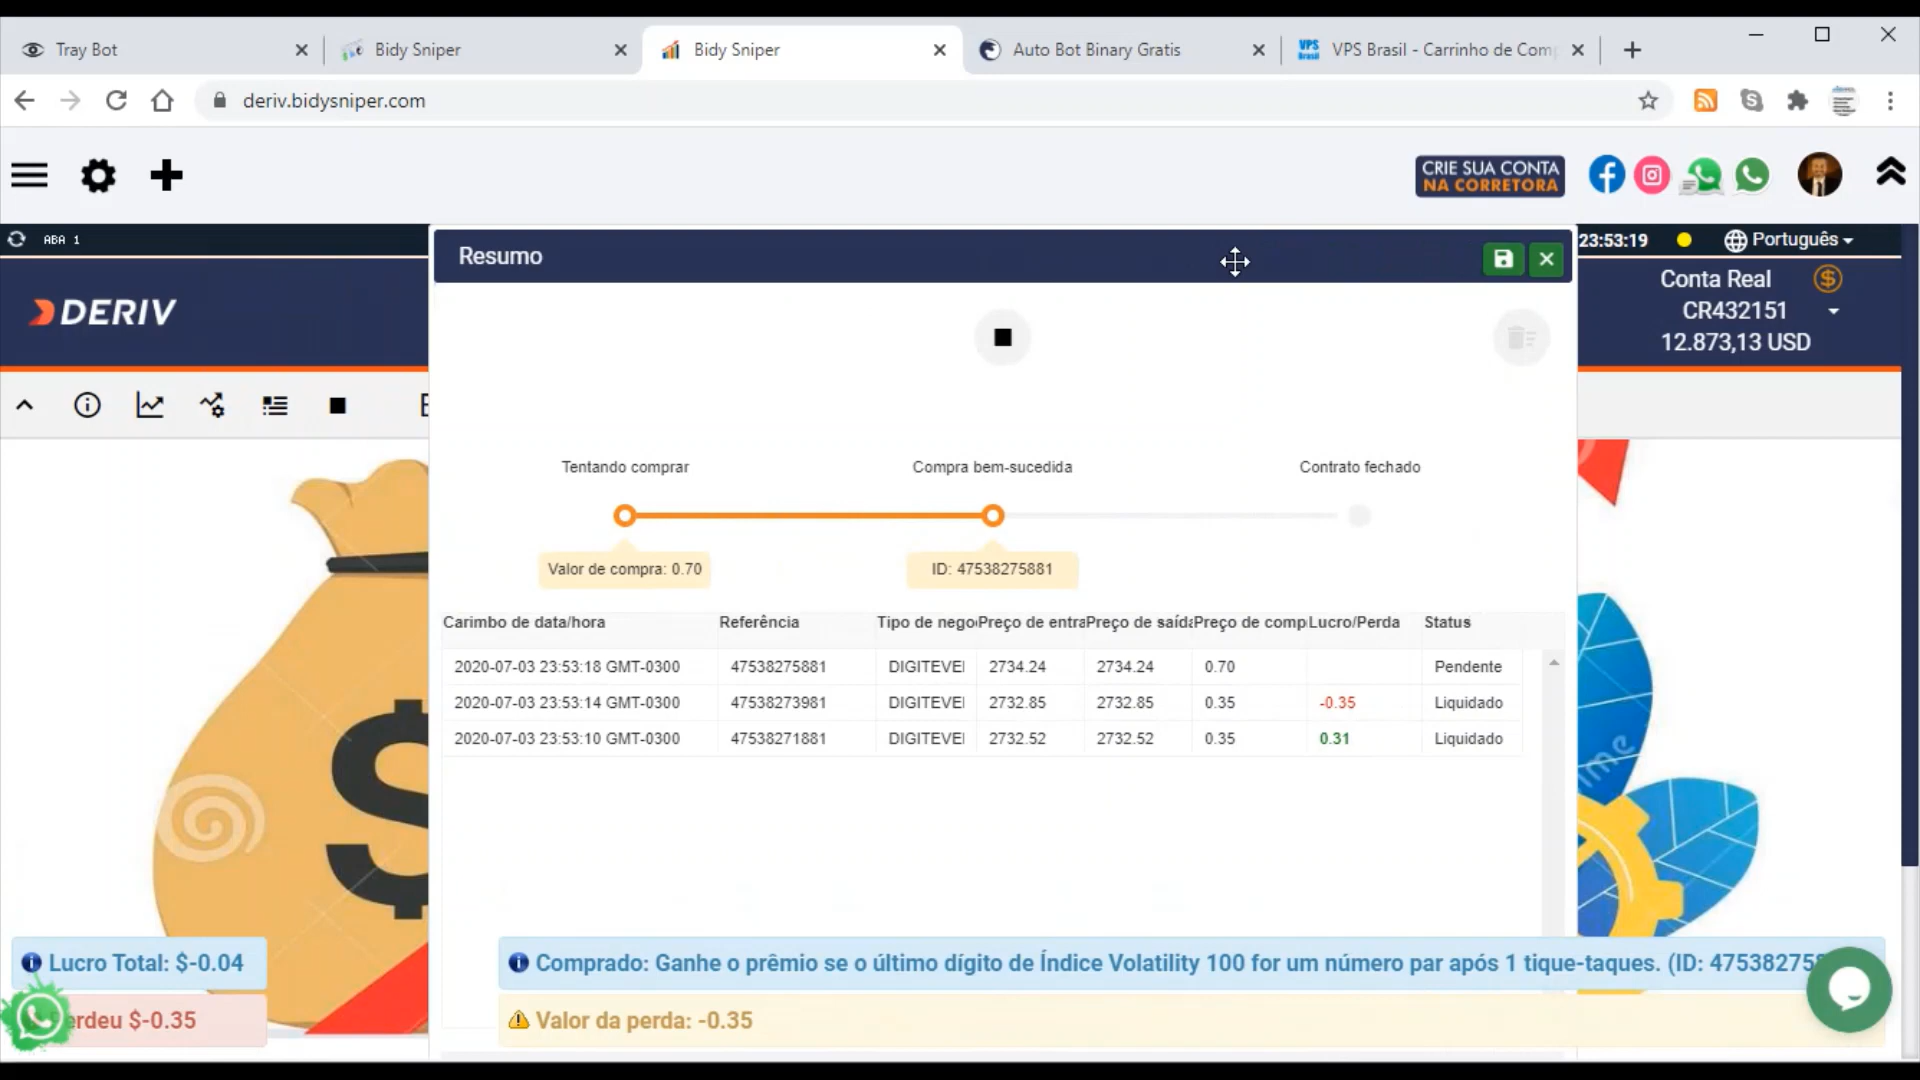 Tray Bot
Bidy Sniper
Bidy Sniper
Auto Bot Binary Gratis
VPS Brasil - Carrinho de Comp
deriv.bidysniper.com
CRIE SUA CONTA
NA CORRETORA
ABA 1
Resumo
23:53:19
Português
DERIV
Conta Real
CR432151
12.873,13 USD
Tentando comprar
Compra bem-sucedida
Contrato fechado
Valor de compra: 0.70
ID: 47538275881
Carimbo de data/hora Referência Tipo de nego Preço de entra Preço de saída Preço de comp Lucro/Perda Status
2020-07-03 23:53:18 GMT-0300 47538275881 DIGITEVE 2734.24 2734.24 0.70 Pendente
2020-07-03 23:53:14 GMT-0300 47538273981 DIGITEVE 2732.85 2732.85 0.35 -0.35 Liquidado
2020-07-03 23:53:10 GMT-0300 47538271881 DIGITEVE 2732.52 2732.52 0.35 0.31 Liquidado
$
Lucro Total: $-0.04
Comprado: Ganhe o prêmio se o último dígito de Índice Volatility 100 for um número par após 1 tique-taques. (ID: 475382758
erdeu $-0.35
Valor da perda: -0.35